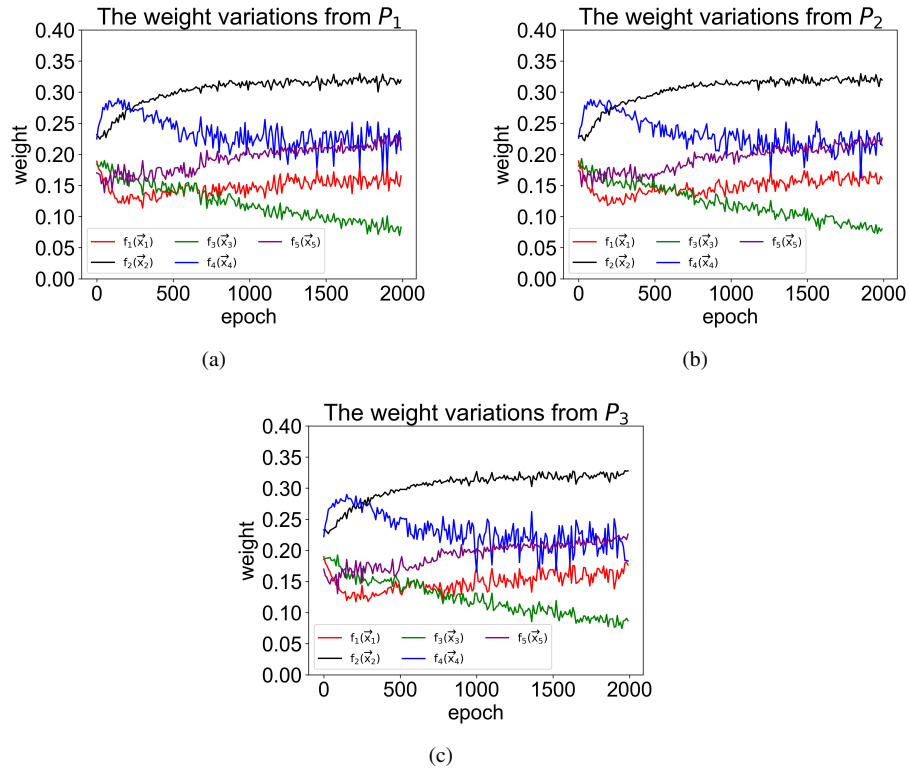 The weight variations from P₁
0.40
0.35
0.30
0.25
0.20
0.15
0.10
0.05
0.00
weight
f₁(x⃗₁) f₃(x⃗₃) f₅(x⃗₅)
f₂(x⃗₂) f₄(x⃗₄)
0 500 1000 1500 2000
epoch
(a)
The weight variations from P₂
0.40
0.35
0.30
0.25
0.20
0.15
0.10
0.05
0.00
weight
f₁(x⃗₁) f₃(x⃗₃) f₅(x⃗₅)
f₂(x⃗₂) f₄(x⃗₄)
0 500 1000 1500 2000
epoch
(b)
The weight variations from P₃
0.40
0.35
0.30
0.25
0.20
0.15
0.10
0.05
0.00
weight
f₁(x⃗₁) f₃(x⃗₃) f₅(x⃗₅)
f₂(x⃗₂) f₄(x⃗₄)
0 500 1000 1500 2000
epoch
(c)